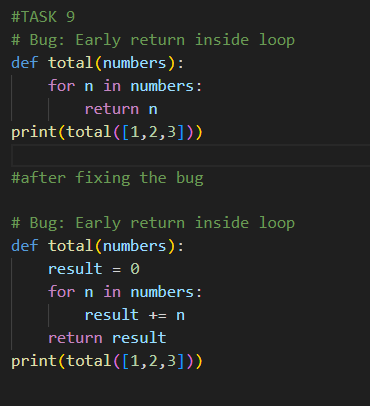 #TASK 9
# Bug: Early return inside loop
def total(numbers):
    for n in numbers:
        return n
print(total([1,2,3]))
#after fixing the bug
# Bug: Early return inside loop
def total(numbers):
    result = 0
    for n in numbers:
        result += n
    return result
print(total([1,2,3]))